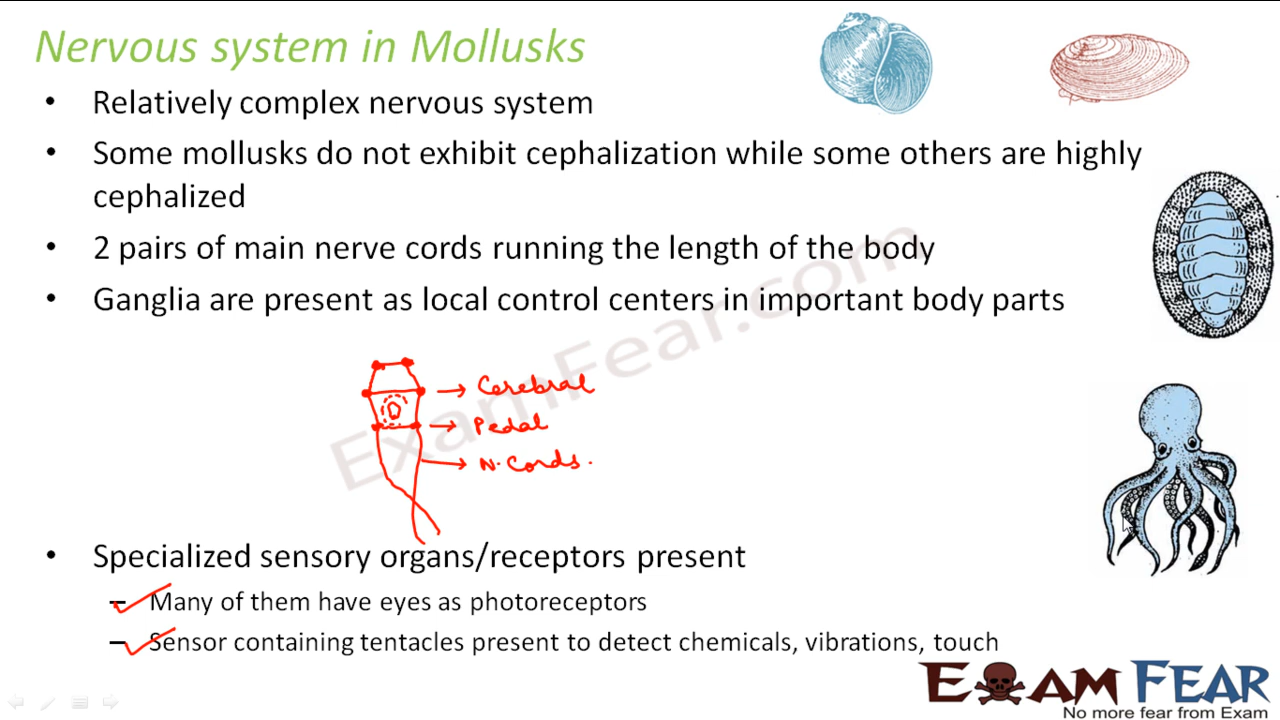 Nervous system in Mollusks
• Relatively complex nervous system
• Some mollusks do not exhibit cephalization while some others are highly
cephalized
• 2 pairs of main nerve cords running the length of the body
• Ganglia are present as local control centers in important body parts
ExamFear.com
Cerebral
Pedal
N. Cords.
• Specialized sensory organs/receptors present
– Many of them have eyes as photoreceptors
– Sensor containing tentacles present to detect chemicals, vibrations, touch
EXAM FEAR
No more fear from Exam